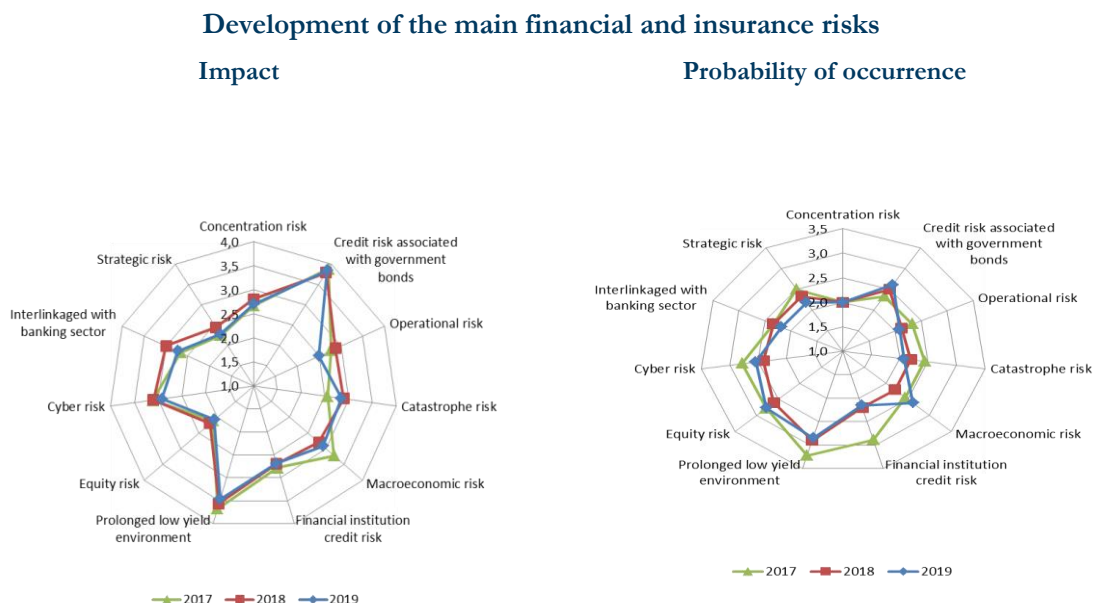 Development of the main financial and insurance risks
Impact
Probability of occurrence
Concentration risk
4,0
3,5
3,0
2,5
2,0
1,5
1,0
Credit risk associated
with government
bonds
Operational risk
Catastrophe risk
Macroeconomic risk
Financial institution
credit risk
Prolonged low yield
environment
Equity risk
Cyber risk
Interlinkaged with
banking sector
Strategic risk
2017
2018
2019
Concentration risk
3,5
3,0
2,5
2,0
1,5
1,0
Credit risk associated
with government
bonds
Operational risk
Catastrophe risk
Macroeconomic risk
Financial institution
credit risk
Prolonged low yield
environment
Equity risk
Cyber risk
Interlinkaged with
banking sector
Strategic risk
2017
2018
2019